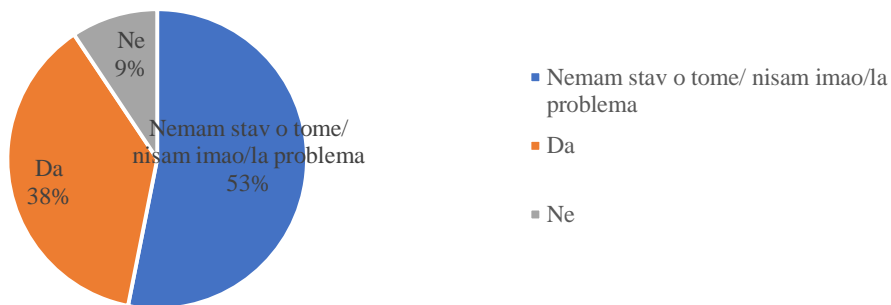 Ne
9%
Nemam stav o tome/
nisam imao/la problema
53%
Da
38%
Nemam stav o tome/ nisam imao/la
problema
Da
Ne